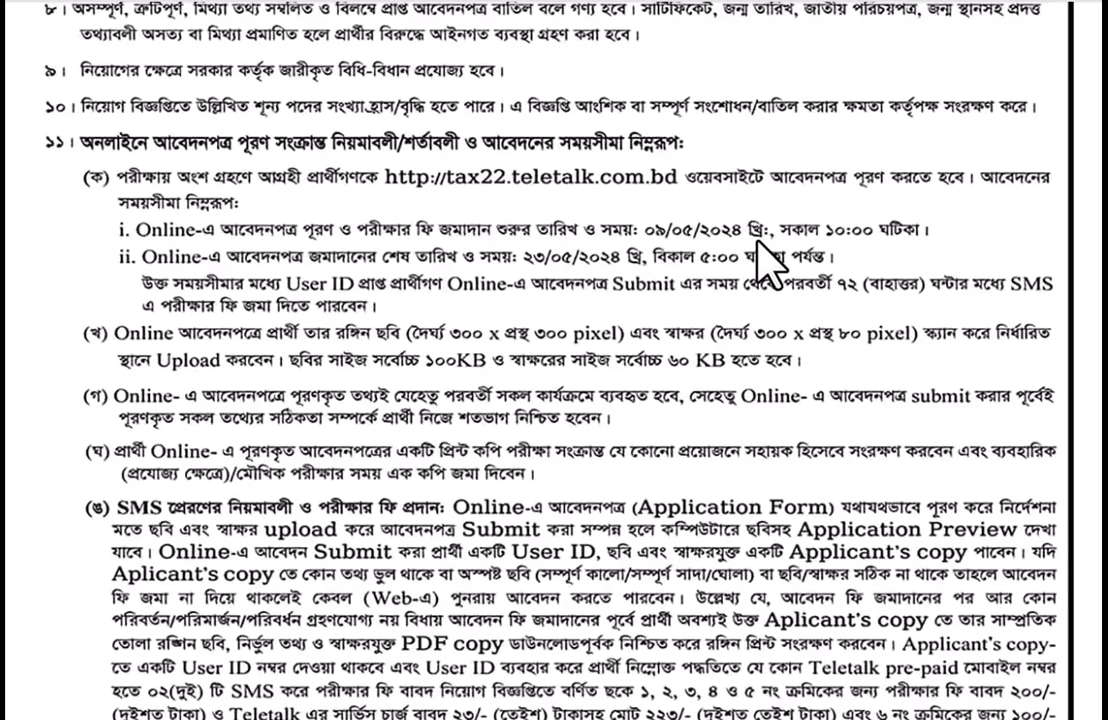 ৮। অসম্পূর্ণ, ত্রুটিপূর্ণ, মিথ্যা তথ্য সম্বলিত ও বিলম্বে প্রাপ্ত আবেদনপত্র বাতিল বলে গণ্য হবে। সার্টিফিকেট, জন্ম তারিখ, জাতীয় পরিচয়পত্র, জন্ম স্থানসহ প্রদত্ত
তথ্যাবলী অসত্য বা মিথ্যা প্রমাণিত হলে প্রার্থীর বিরুদ্ধে আইনগত ব্যবস্থা গ্রহণ করা হবে।
৯। নিয়োগের ক্ষেত্রে সরকার কর্তৃক জারীকৃত বিধি-বিধান প্রযোজ্য হবে।
১০। নিয়োগ বিজ্ঞপ্তিতে উল্লিখিত শূন্য পদের সংখ্যা হ্রাস/বৃদ্ধি হতে পারে। এ বিজ্ঞপ্তি আংশিক বা সম্পূর্ণ সংশোধন/বাতিল করার ক্ষমতা কর্তৃপক্ষ সংরক্ষণ করে।
১১। অনলাইনে আবেদনপত্র পূরণ সংক্রান্ত নিয়মাবলী/শর্তাবলী ও আবেদনের সময়সীমা নিম্নরূপ:
(ক) পরীক্ষায় অংশ গ্রহণে আগ্রহী প্রার্থীগণকে http://tax22.teletalk.com.bd ওয়েবসাইটে আবেদনপত্র পূরণ করতে হবে। আবেদনের
সময়সীমা নিম্নরূপ:
i. Online-এ আবেদনপত্র পূরণ ও পরীক্ষার ফি জমাদান শুরুর তারিখ ও সময়: ০৯/০৫/২০২৪ খ্রি:, সকাল ১০:০০ ঘটিকা।
ii. Online-এ আবেদনপত্র জমাদানের শেষ তারিখ ও সময়: ২৩/০৫/২০২৪ খ্রি, বিকাল ৫:০০ পর্যন্ত।
উক্ত সময়সীমার মধ্যে User ID প্রাপ্ত প্রার্থীগণ Online-এ আবেদনপত্র Submit এর সময় থেকে পরবর্তী ৭২ (বাহাত্তর) ঘন্টার মধ্যে SMS
এ পরীক্ষার ফি জমা দিতে পারবেন।
(খ) Online আবেদনপত্রে প্রার্থী তার রঙ্গিন ছবি (দৈর্ঘ্য ৩০০ x প্রস্থ ৩০০ pixel) এবং স্বাক্ষর (দৈর্ঘ্য ৩০০ x প্রস্থ ৮০ pixel) স্ক্যান করে নির্ধারিত
স্থানে Upload করবেন। ছবির সাইজ সর্বোচ্চ ১০০KB ও স্বাক্ষরের সাইজ সর্বোচ্চ ৬০ KB হতে হবে।
(গ) Online- এ আবেদনপত্রে পূরণকৃত তথ্যই যেহেতু পরবর্তী সকল কার্যক্রমে ব্যবহৃত হবে, সেহেতু Online- এ আবেদনপত্র submit করার পূর্বেই
পূরণকৃত সকল তথ্যের সঠিকতা সম্পর্কে প্রার্থী নিজে শতভাগ নিশ্চিত হবেন।
(ঘ) প্রার্থী Online- এ পূরণকৃত আবেদনপত্রের একটি প্রিন্ট কপি পরীক্ষা সংক্রান্ত যে কোনো প্রয়োজনে সহায়ক হিসেবে সংরক্ষণ করবেন এবং ব্যবহারিক
(প্রযোজ্য ক্ষেত্রে)/মৌখিক পরীক্ষার সময় এক কপি জমা দিবেন।
(ঙ) SMS প্রেরণের নিয়মাবলী ও পরীক্ষার ফি প্রদান: Online-এ আবেদনপত্র (Application Form) যথাযথভাবে পূরণ করে নির্দেশনা
মতে ছবি এবং স্বাক্ষর upload করে আবেদনপত্র Submit করা সম্পন্ন হলে কম্পিউটারে ছবিসহ Application Preview দেখা
যাবে। Online-এ আবেদন Submit করা প্রার্থী একটি User ID, ছবি এবং স্বাক্ষরযুক্ত একটি Applicant's copy পাবেন। যদি
Aplicant's copy তে কোন তথ্য ভুল থাকে বা অস্পষ্ট ছবি (সম্পূর্ণ কালো/সম্পূর্ণ সাদা/ঘোলা) বা ছবি/স্বাক্ষর সঠিক না থাকে তাহলে আবেদন
ফি জমা না দিয়ে থাকলেই কেবল (Web-এ) পুনরায় আবেদন করতে পারবেন। উল্লেখ্য যে, আবেদন ফি জমাদানের পর আর কোন
পরিবর্তন/পরিমার্জন/পরিবর্ধন গ্রহণযোগ্য নয় বিধায় আবেদন ফি জমাদানের পূর্বে প্রার্থী অবশ্যই উক্ত Aplicant's copy তে তার সাম্প্রতিক
তোলা রঙ্গিন ছবি, নির্ভুল তথ্য ও স্বাক্ষরযুক্ত PDF copy ডাউনলোডপূর্বক নিশ্চিত করে রঙ্গিন প্রিন্ট সংরক্ষণ করবেন। Applicant's copy-
তে একটি User ID নম্বর দেওয়া থাকবে এবং User ID ব্যবহার করে প্রার্থী নিম্নোক্ত পদ্ধতিতে যে কোন Teletalk pre-paid মোবাইল নম্বর
হতে ০২(দুই) টি SMS করে পরীক্ষার ফি বাবদ নিয়োগ বিজ্ঞপ্তিতে বর্ণিত ছকে ১, ২, ৩, ৪ ও ৫ নং ক্রমিকের জন্য পরীক্ষার ফি বাবদ ২০০/-
(দুইশত টাকা) ও Teletalk এর সার্ভিস চার্জ বাবদ ২৩/- (তেইশ) টাকাসহ মোট ২২৩/- (দুইশত তেইশ টাকা) এবং ৬ নং ক্রমিকের জন্য ১০০/-